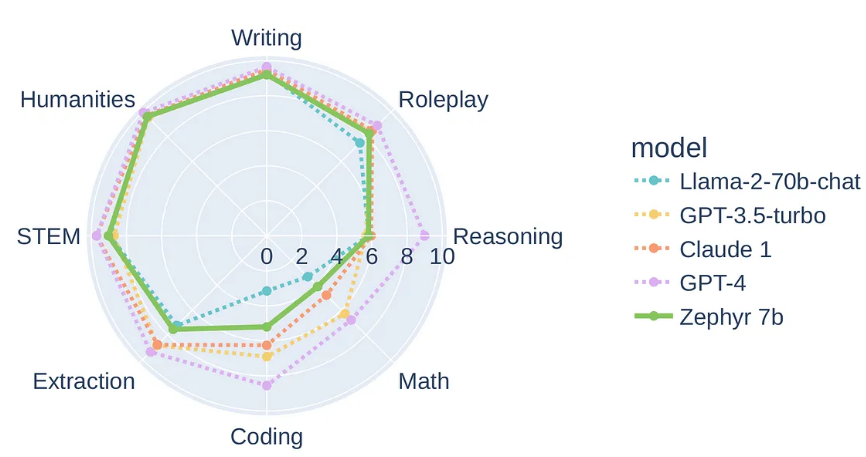 Writing
Humanities
Roleplay
model
Llama-2-70b-chat
GPT-3.5-turbo
STEM
Reasoning
Claude 1
0 2 4 6 8 10
GPT-4
Zephyr 7b
Extraction
Math
Coding